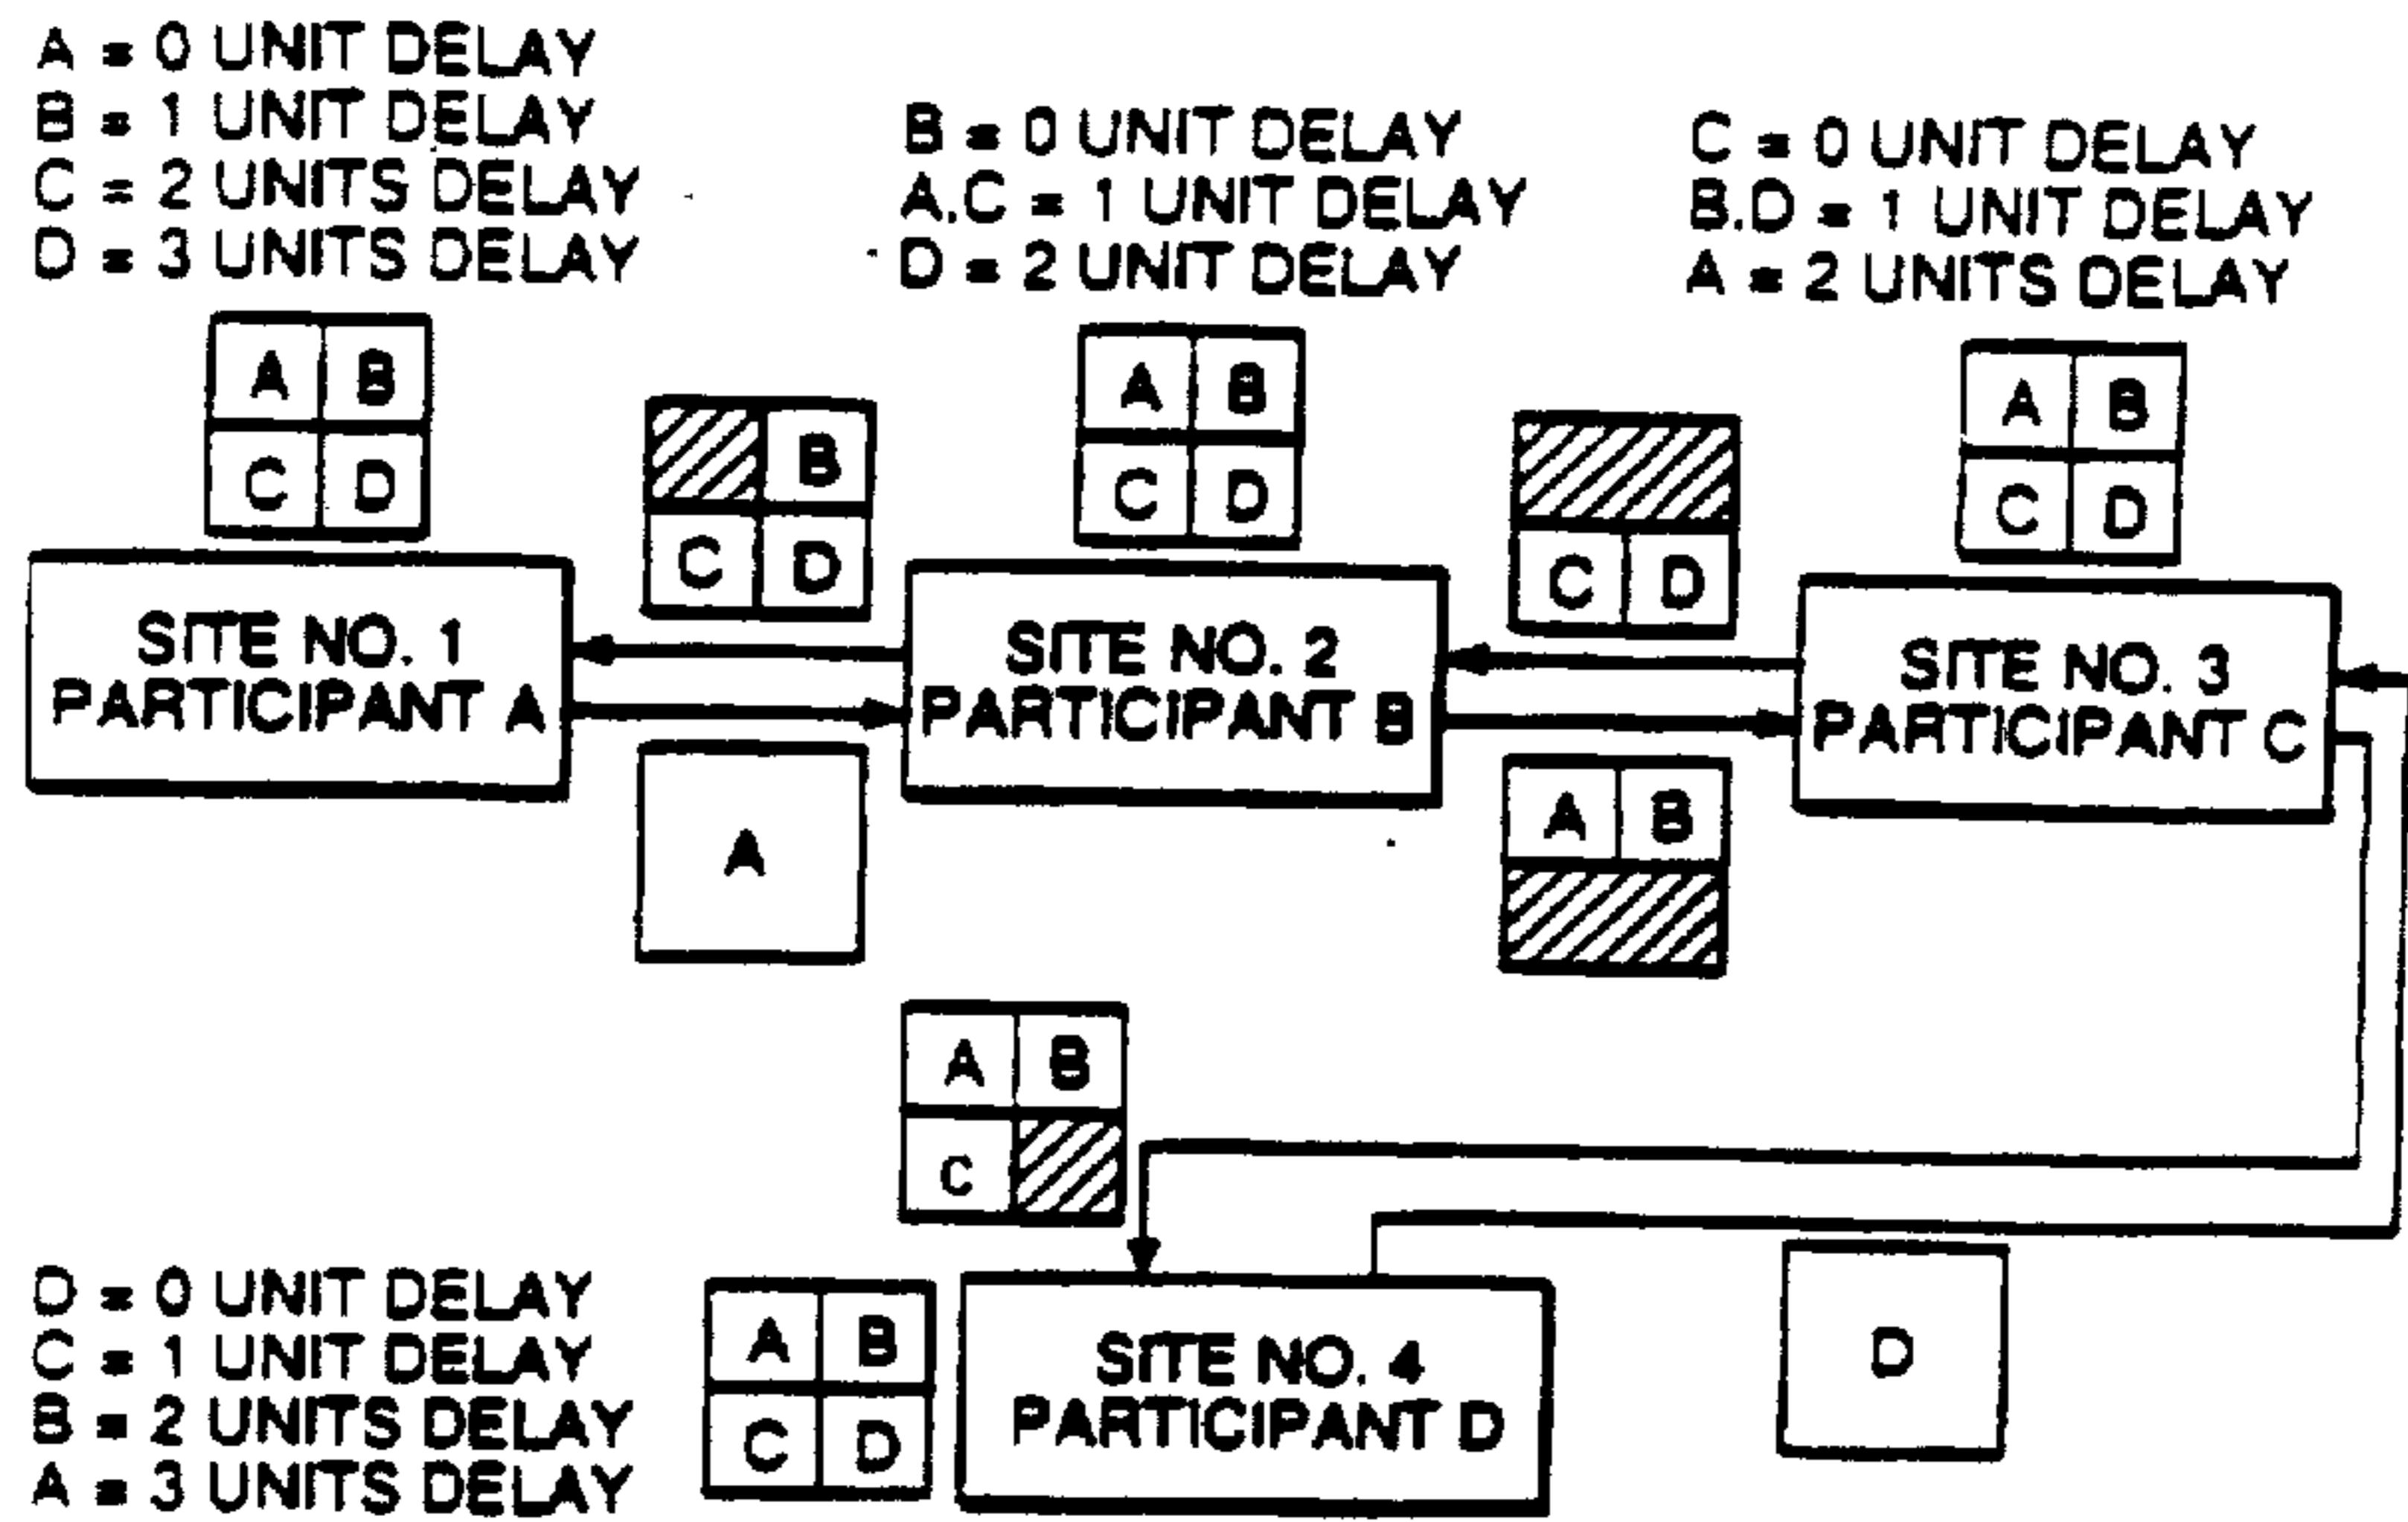 A = 0 UNIT DELAY
B = 1 UNIT DELAY
C = 2 UNITS DELAY
D = 3 UNITS DELAY
B = 0 UNIT DELAY
A.C = 1 UNIT DELAY
D = 2 UNIT DELAY
C = 0 UNIT DELAY
B.D = 1 UNIT DELAY
A = 2 UNITS DELAY
A B
C D
B
C D
A B
C D
C D
A B
C D
SITE NO. 1
PARTICIPANT A
SITE NO. 2
PARTICIPANT B
SITE NO. 3
PARTICIPANT C
A
A B
A B
C
D = 0 UNIT DELAY
C = 1 UNIT DELAY
B = 2 UNITS DELAY
A = 3 UNITS DELAY
A B
C D
SITE NO. 4
PARTICIPANT D
D